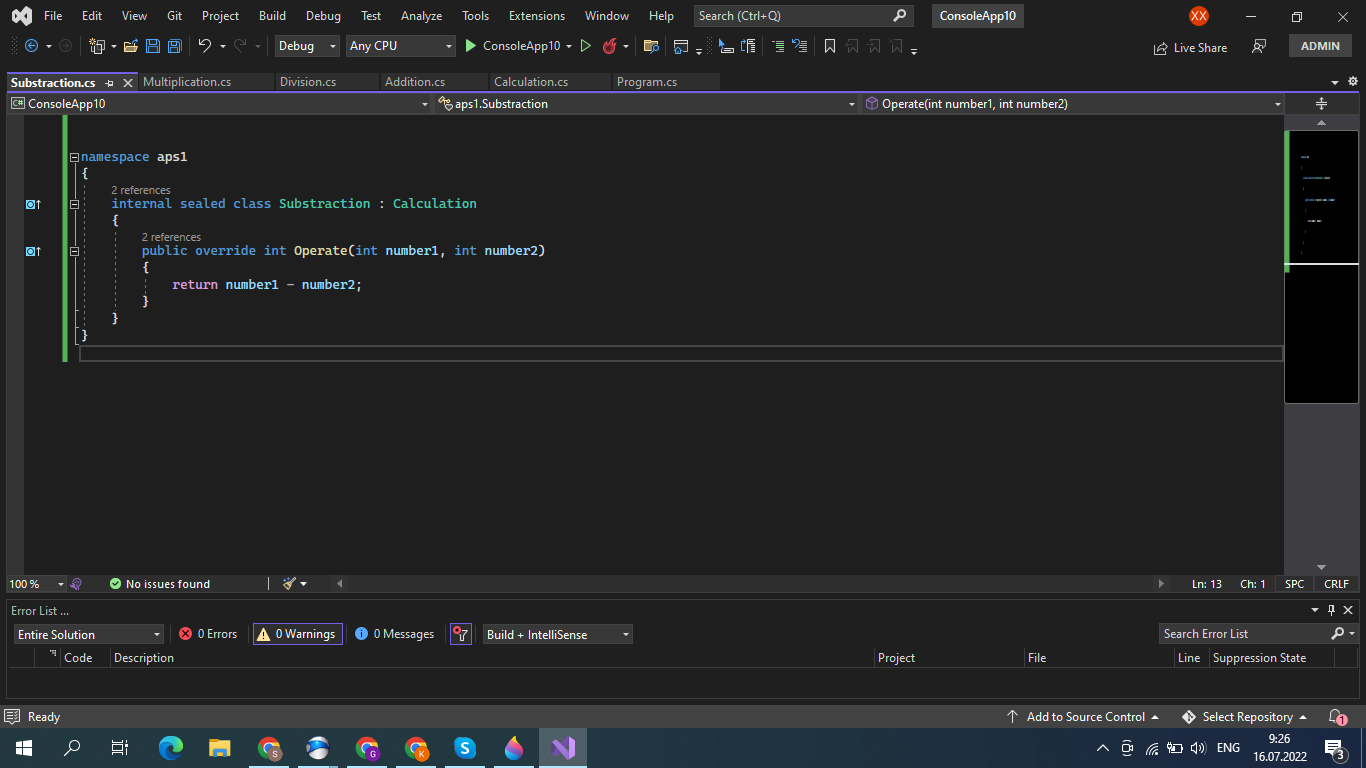 File Edit View Git Project Build Debug Test Analyze Tools Extensions Window Help Search (Ctrl+Q) ConsoleApp10 XX
Debug Any CPU ConsoleApp10 Live Share ADMIN
Substraction.cs Multiplication.cs Division.cs Addition.cs Calculation.cs Program.cs
C# ConsoleApp10 aps1.Substraction Operate(int number1, int number2)
namespace aps1
{
2 references
internal sealed class Substraction : Calculation
{
2 references
public override int Operate(int number1, int number2)
{
return number1 - number2;
}
}
}
100 % No issues found Ln: 13 Ch: 1 SPC CRLF
Error List ...
Entire Solution 0 Errors 0 Warnings 0 Messages Build + IntelliSense Search Error List
Code Description Project File Line Suppression State
Ready Add to Source Control Select Repository 1
S G K S ENG 9:26
16.07.2022 3